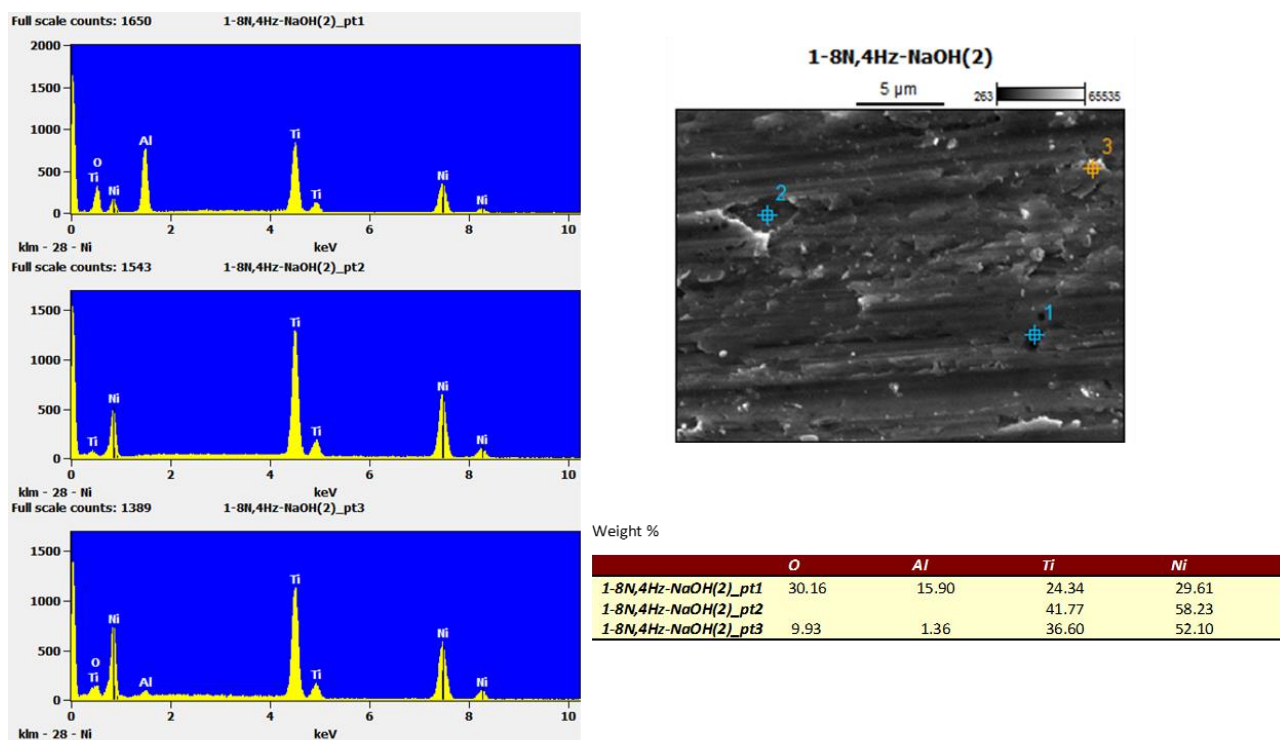 Full scale counts: 1650 1-8N,4Hz-NaOH(2)_pt1
2000
1500
1000
500
0
O
Ti
Ni
Al
Ti
Ti
Ni
Ni
0 2 4 6 8 10
klm - 28 - Ni keV
Full scale counts: 1543 1-8N,4Hz-NaOH(2)_pt2
1500
1000
500
0
Ti
Ni
Ti
Ti
Ni
Ni
0 2 4 6 8 10
klm - 28 - Ni keV
Full scale counts: 1389 1-8N,4Hz-NaOH(2)_pt3
1500
1000
500
0
O
Ti
Ni
Al
Ti
Ti
Ni
Ni
0 2 4 6 8 10
klm - 28 - Ni keV
1-8N,4Hz-NaOH(2)
5 µm 263 65535
3
2
1
Weight %
O Al Ti Ni
1-8N,4Hz-NaOH(2)_pt1 30.16 15.90 24.34 29.61
1-8N,4Hz-NaOH(2)_pt2 41.77 58.23
1-8N,4Hz-NaOH(2)_pt3 9.93 1.36 36.60 52.10